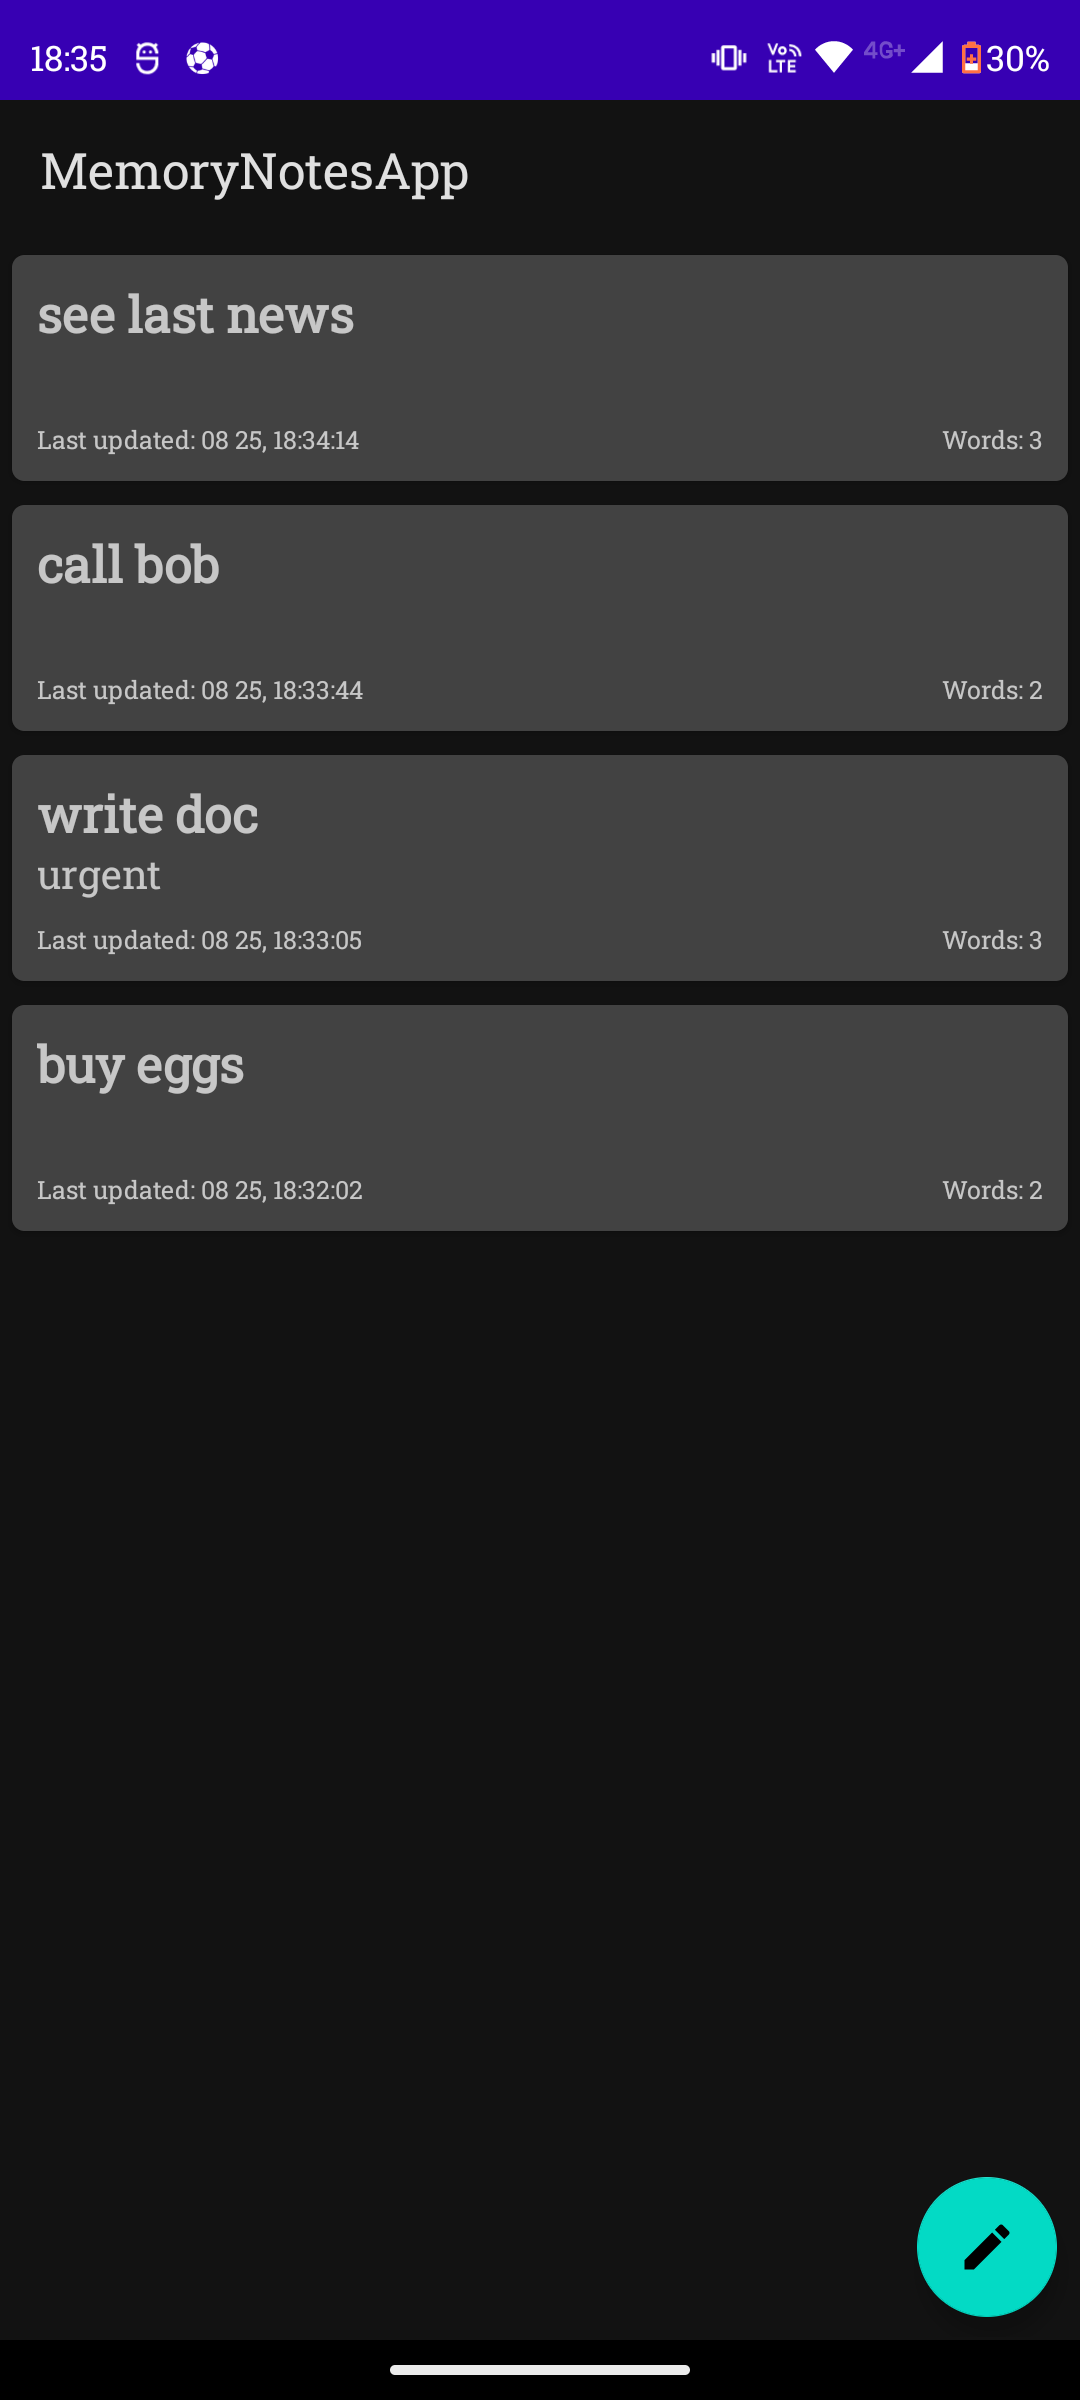 18:35 Vo LTE 4G+ 30%
MemoryNotesApp
see last news
Last updated: 08 25, 18:34:14 Words: 3
call bob
Last updated: 08 25, 18:33:44 Words: 2
write doc
urgent
Last updated: 08 25, 18:33:05 Words: 3
buy eggs
Last updated: 08 25, 18:32:02 Words: 2